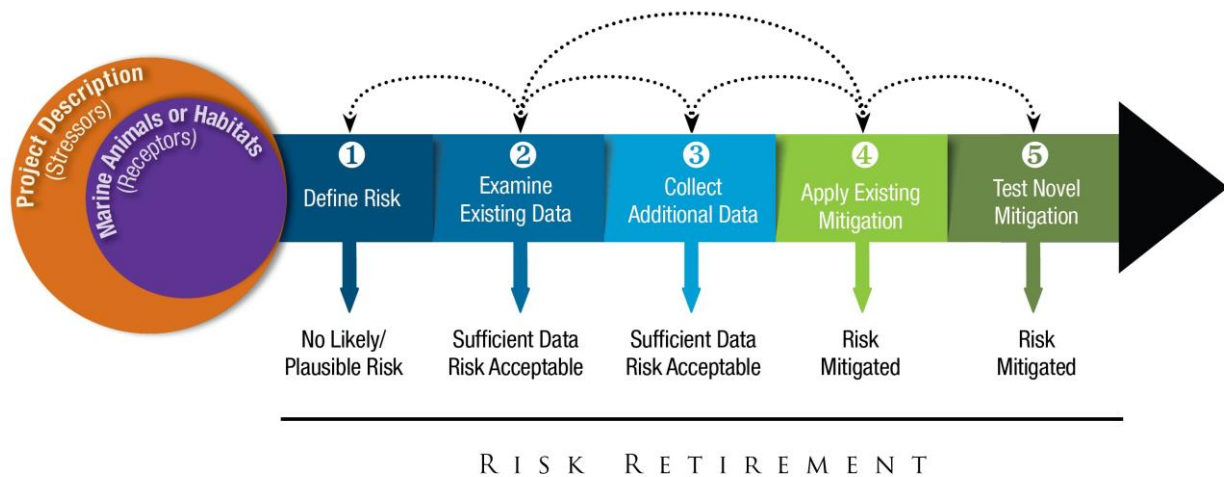 Project Description
(Stressors)
Marine Animals or Habitats
(Receptors)
1
Define Risk
2
Examine
Existing Data
3
Collect
Additional Data
4
Apply Existing
Mitigation
5
Test Novel
Mitigation
No Likely/
Plausible Risk
Sufficient Data
Risk Acceptable
Sufficient Data
Risk Acceptable
Risk
Mitigated
Risk
Mitigated
RISK RETIREMENT